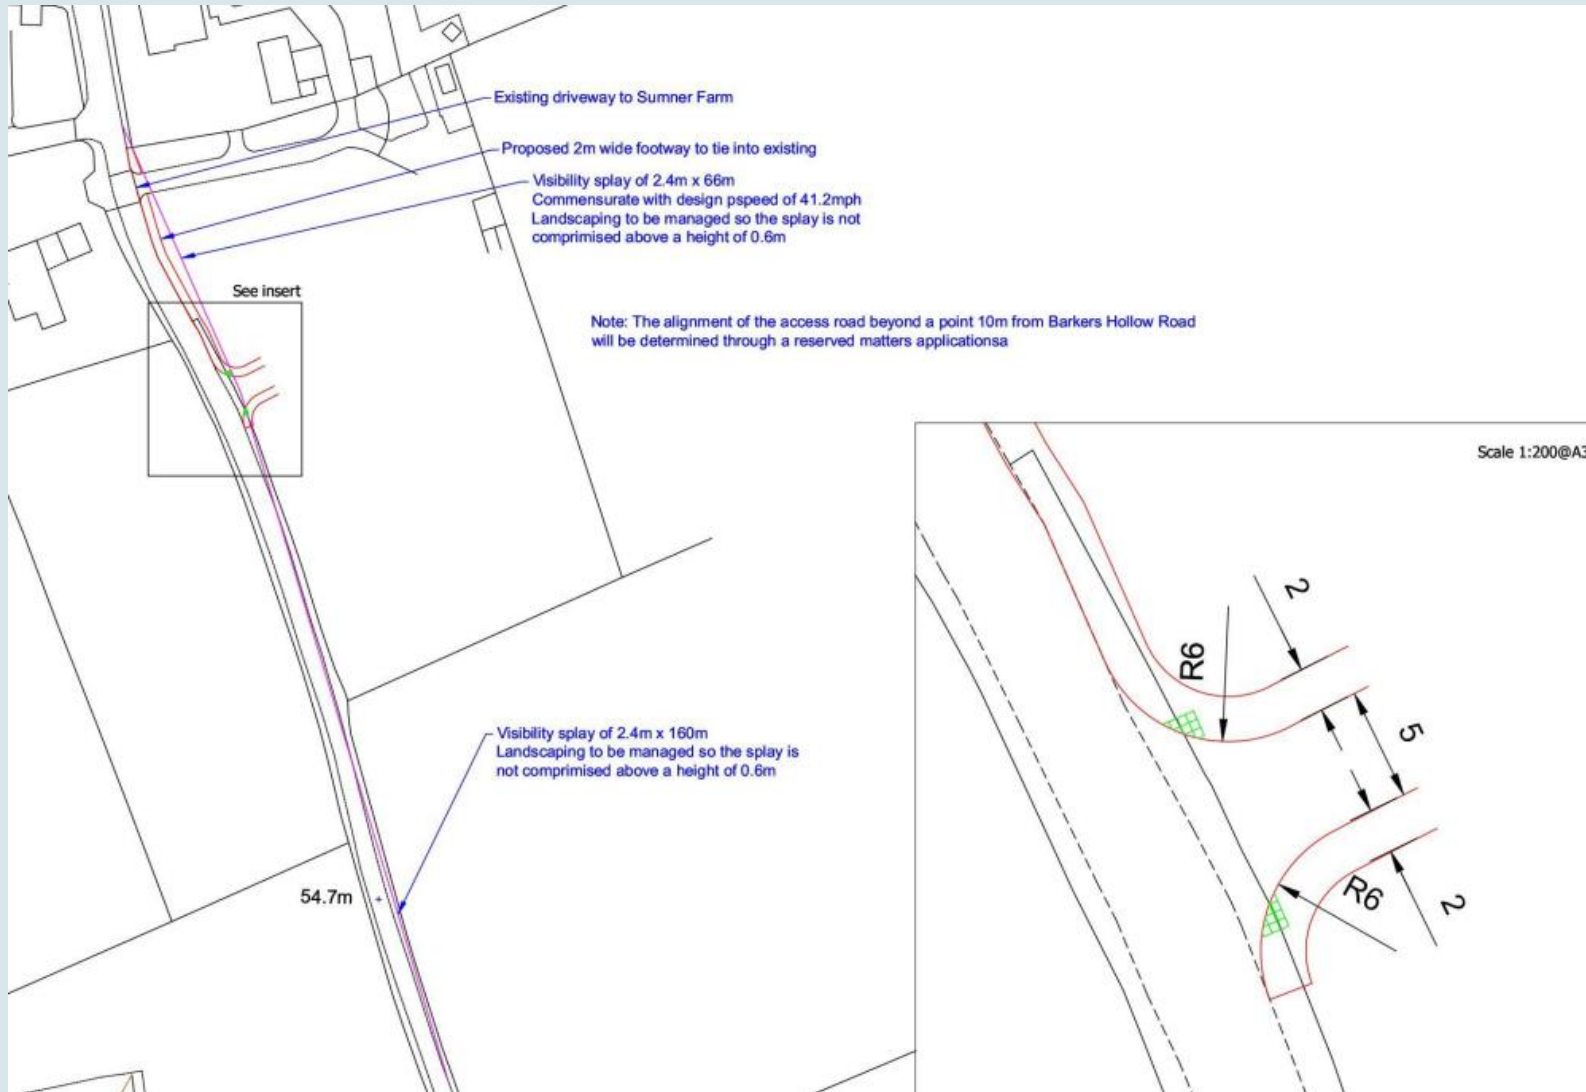 Existing driveway to Sumner Farm
Proposed 2m wide footway to tie into existing
Visibility splay of 2.4m x 66m
Commensurate with design pspeed of 41.2mph
Landscaping to be managed so the splay is not
comprimised above a height of 0.6m
See insert
Note: The alignment of the access road beyond a point 10m from Barkers Hollow Road
will be determined through a reserved matters applicationsa
Scale 1:200@A3
2
R6
5
R6
2
Visibility splay of 2.4m x 160m
Landscaping to be managed so the splay is
not comprimised above a height of 0.6m
54.7m